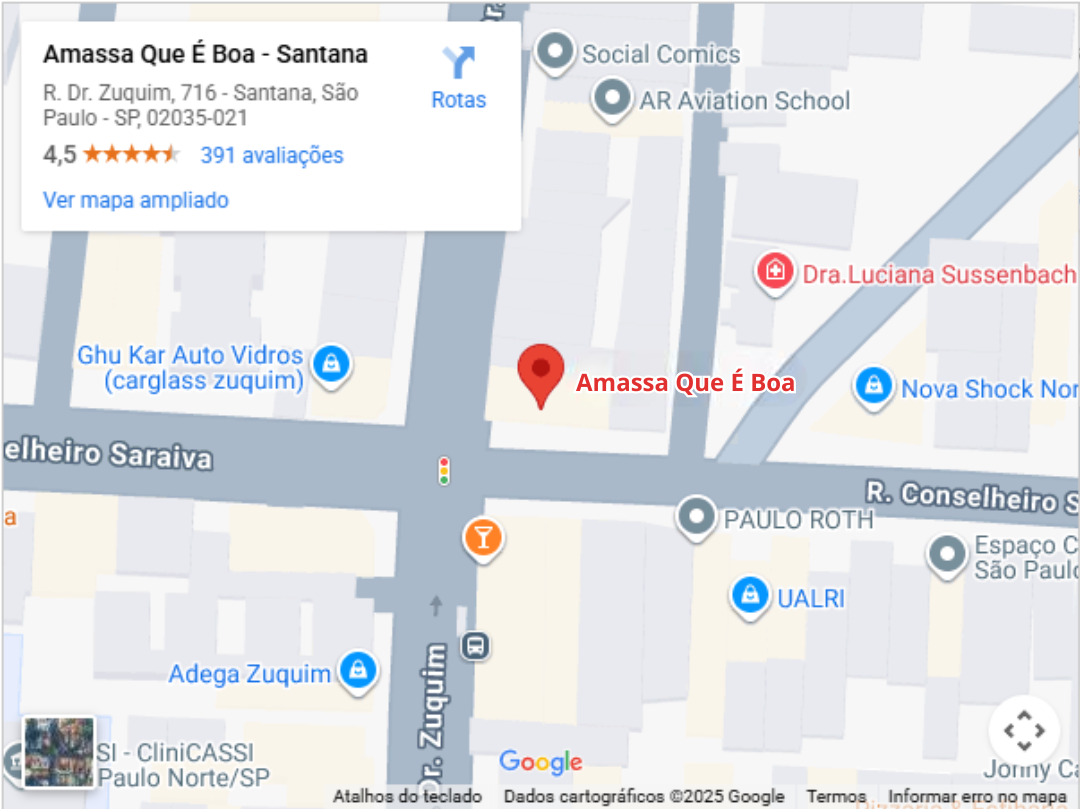 Amassa Que É Boa - Santana
R. Dr. Zuquim, 716 - Santana, São
Paulo - SP, 02035-021
4,5
391 avaliações
Ver mapa ampliado
Rotas
Dr.
Social Comics
AR Aviation School
Dra.Luciana Sussenbach
Ghu Kar Auto Vidros
(carglass zuquim)
Amassa Que É Boa
Nova Shock Nor
elheiro Saraiva
R. Conselheiro S
a
PAULO ROTH
Espaço C
São Paulo
UALRI
Adega Zuquim
Dr. Zuquim
SI - CliniCASSI
Paulo Norte/SP
Google
Jonny Ca
Atalhos do teclado
Dados cartográficos ©2025 Google
Termos
Informar erro no mapa